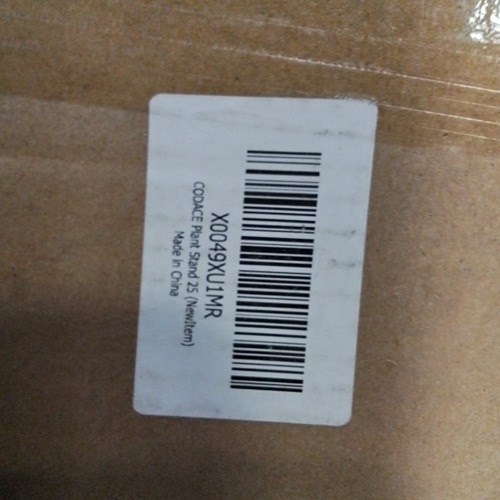 X0049XU1MR
CODACE Plant Stand 25 (NewItem)
Made in China